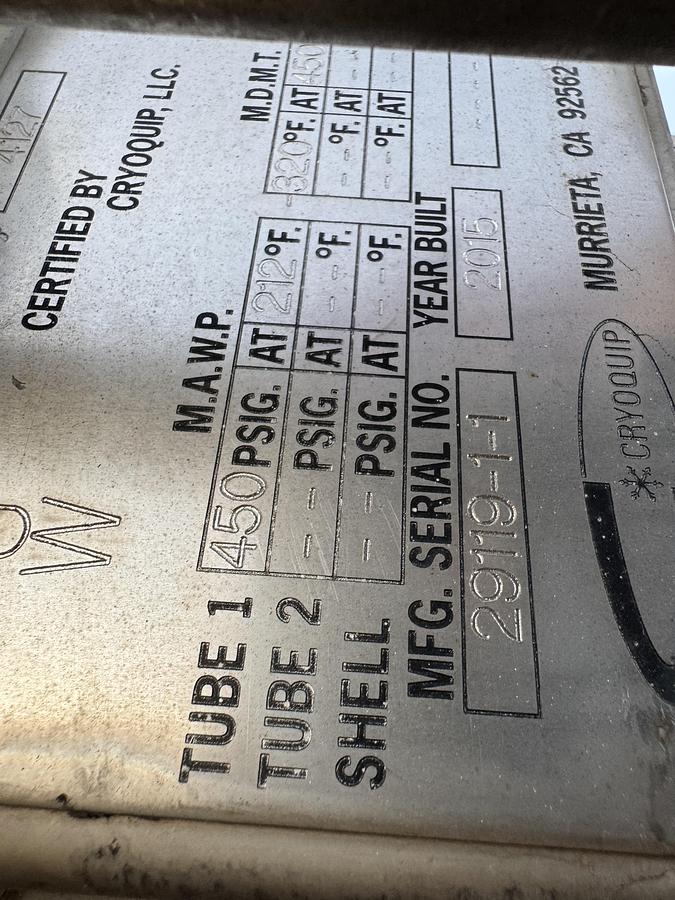 4127
CERTIFIED BY
CRYOQUIP, LLC.
U
W
M.A.W.P. M.D.M.T.
TUBE 1 450 PSIG. AT 212 °F. -320 °F. AT 450
TUBE 2 -- PSIG. AT -- °F. -- °F. AT --
SHELL -- PSIG. AT -- °F. -- °F. AT --
MFG. SERIAL NO. YEAR BUILT
29119-1-1 2015 ----
CRYOQUIP MURRIETA, CA 92562